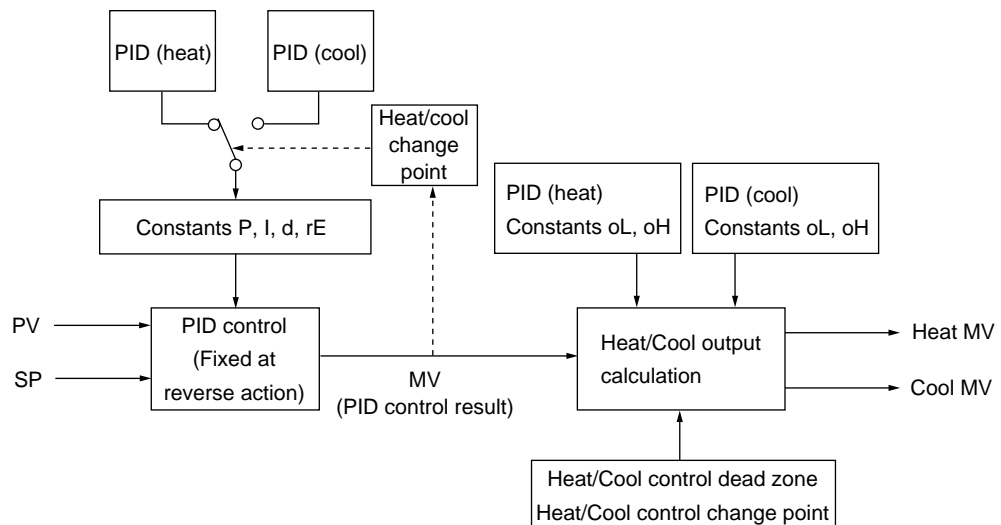 PID (heat)
PID (cool)
Heat/cool
change
point
PID (heat)
Constants oL, oH
PID (cool)
Constants oL, oH
Constants P, I, d, rE
PV
SP
PID control
(Fixed at
reverse action)
MV
(PID control result)
Heat/Cool output
calculation
Heat MV
Cool MV
Heat/Cool control dead zone
Heat/Cool control change point